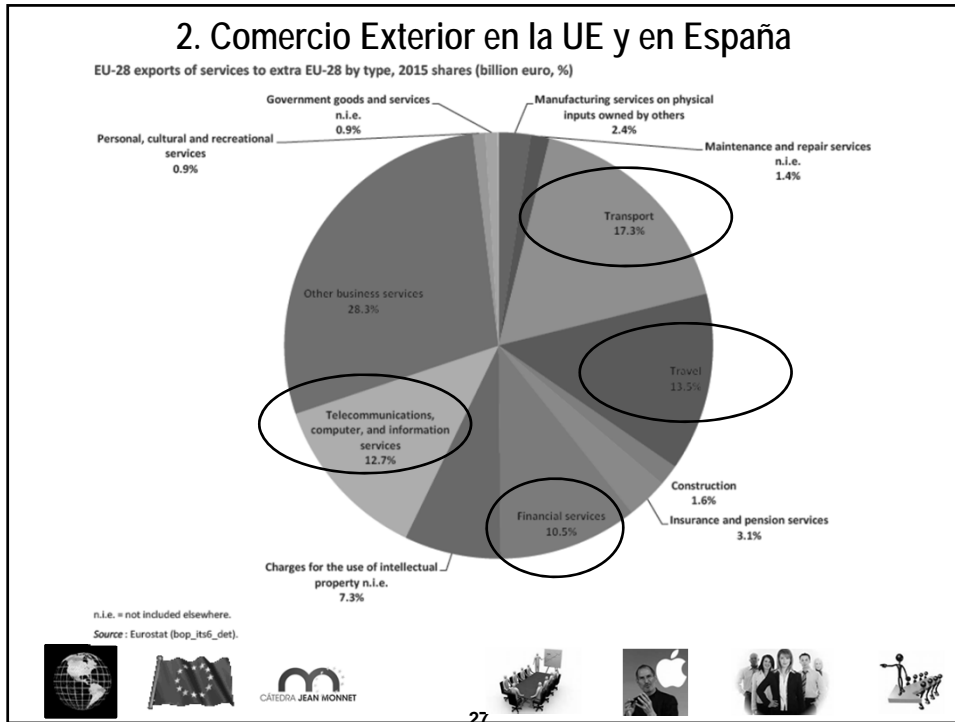 2. Comercio Exterior en la UE y en España
EU-28 exports of services to extra EU-28 by type, 2015 shares (billion euro, %)
Government goods and services
n.i.e.
0.9%
Manufacturing services on physical
inputs owned by others
2.4%
Personal, cultural and recreational
services
0.9%
Maintenance and repair services
n.i.e.
1.4%
Transport
17.3%
Other business services
28.3%
Travel
13.5%
Telecommunications,
computer, and information
services
12.7%
Construction
1.6%
Financial services
10.5%
Insurance and pension services
3.1%
Charges for the use of intellectual
property n.i.e.
7.3%
n.i.e. = not included elsewhere.
Source : Eurostat (bop_its6_det).
CÁTEDRA JEAN MONNET
27